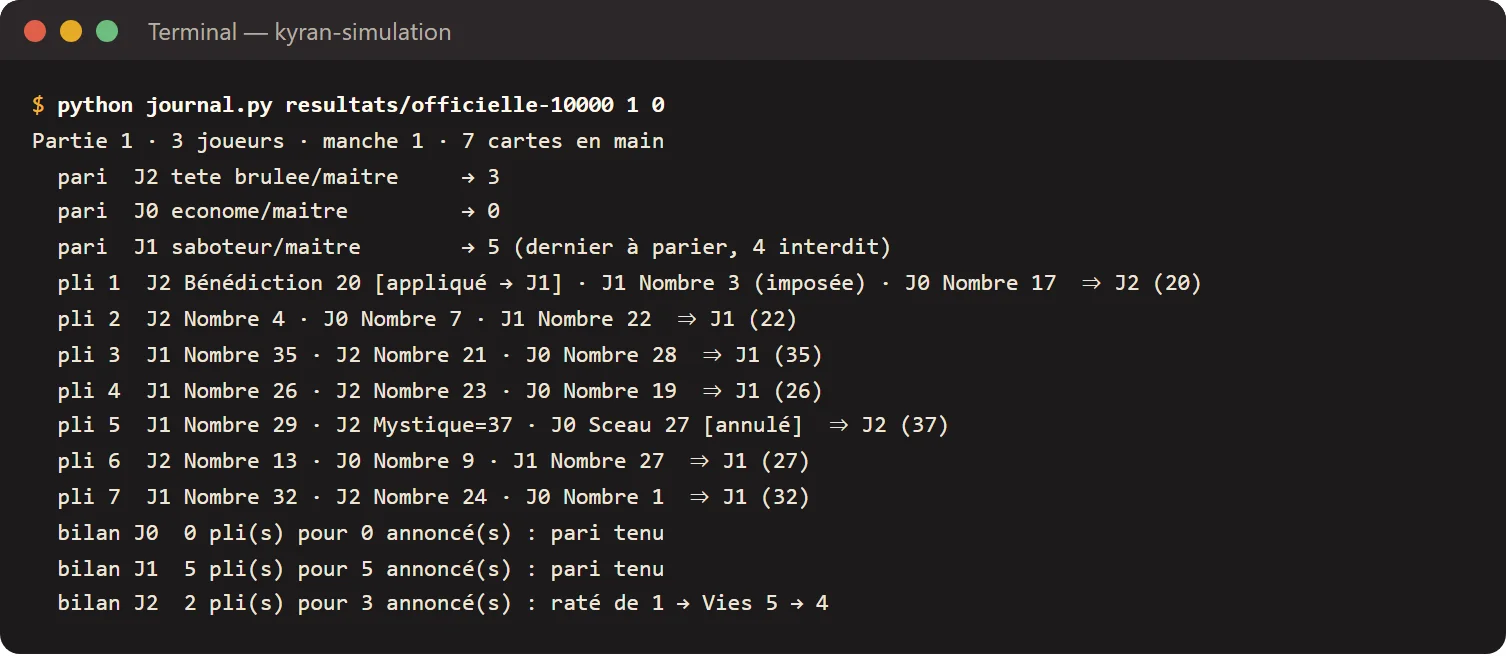 Terminal — kyran-simulation
$ python journal.py resultats/officielle-10000 1 0
Partie 1 · 3 joueurs · manche 1 · 7 cartes en main
pari  J2 tete brulee/maitre     → 3
pari  J0 econome/maitre         → 0
pari  J1 saboteur/maitre        → 5 (dernier à parier, 4 interdit)
pli 1  J2 Bénédiction 20 [appliqué → J1] · J1 Nombre 3 (imposée) · J0 Nombre 17  ⇒ J2 (20)
pli 2  J2 Nombre 4 · J0 Nombre 7 · J1 Nombre 22  ⇒ J1 (22)
pli 3  J1 Nombre 35 · J2 Nombre 21 · J0 Nombre 28  ⇒ J1 (35)
pli 4  J1 Nombre 26 · J2 Nombre 23 · J0 Nombre 19  ⇒ J1 (26)
pli 5  J1 Nombre 29 · J2 Mystique=37 · J0 Sceau 27 [annulé]  ⇒ J2 (37)
pli 6  J2 Nombre 13 · J0 Nombre 9 · J1 Nombre 27  ⇒ J1 (27)
pli 7  J1 Nombre 32 · J2 Nombre 24 · J0 Nombre 1  ⇒ J1 (32)
bilan J0  0 pli(s) pour 0 annoncé(s) : pari tenu
bilan J1  5 pli(s) pour 5 annoncé(s) : pari tenu
bilan J2  2 pli(s) pour 3 annoncé(s) : raté de 1 → Vies 5 → 4